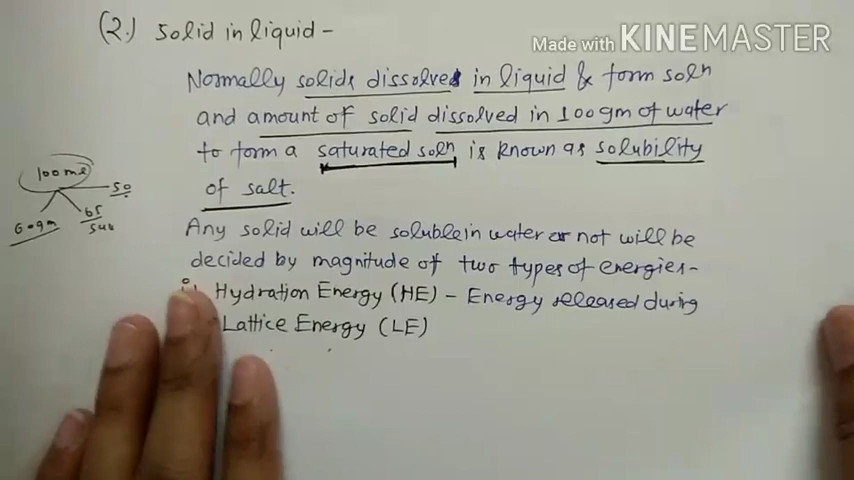 (2.) Solid in liquid -
Made with KINEMASTER
Normally solids dissolves in liquid & form soln
and amount of solid dissolved in 100 gm of water
to form a saturated soln is known as solubility
of salt.
100 ml
50
60 gm
65
Any solid will be soluble in water or not will be
decided by magnitude of two types of energies-
Hydration Energy (HE) - Energy released during
Lattice Energy (LE)